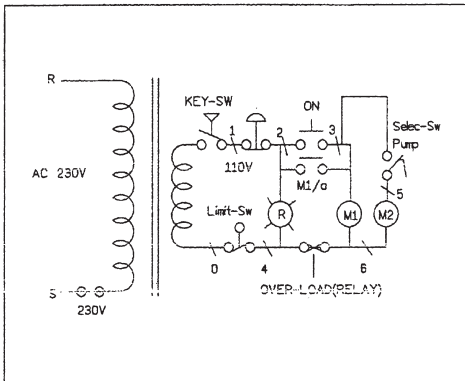 R
KEY-SW
ON
Selec-Sw
Pump
1
2
3
110V
AC 230V
M1/a
5
Limit-Sw
R
M1
M2
0
4
6
S
230V
OVER-LOAD(RELAY)